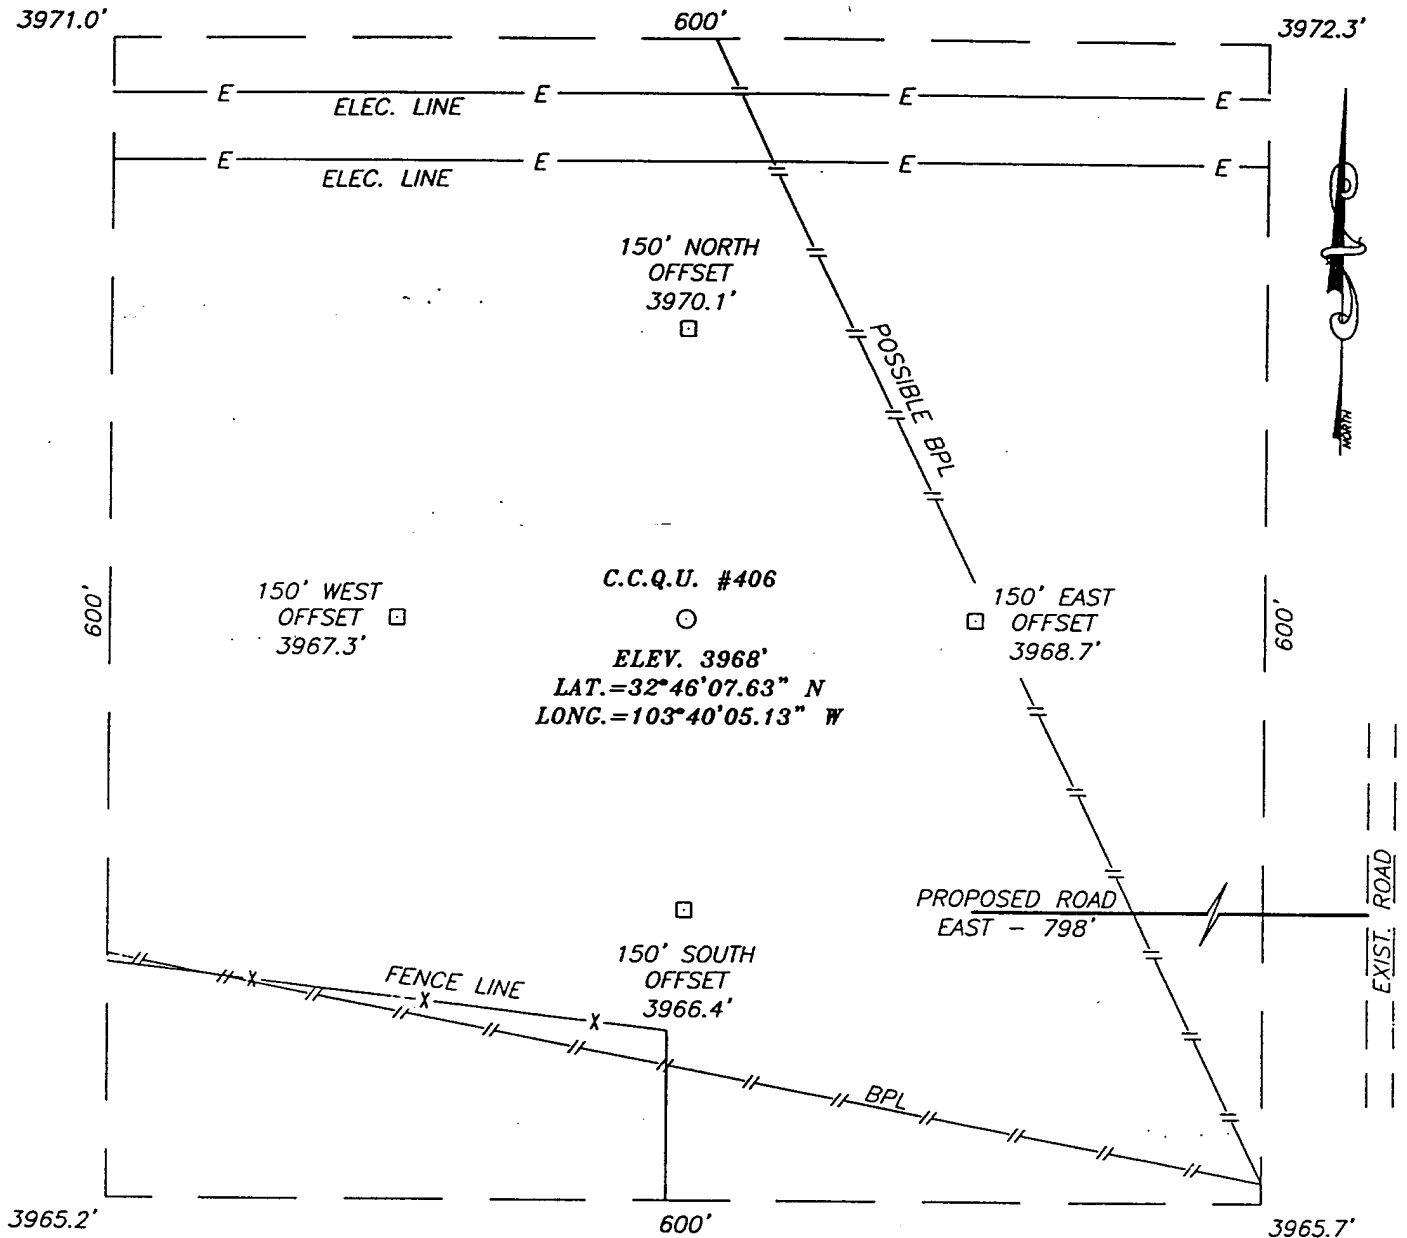 3971.0' 600' 3972.3'
E E E E
ELEC. LINE
E E E E
ELEC. LINE
150' NORTH
OFFSET
3970.1'
NORTH
POSSIBLE BPL
C.C.Q.U. #406
150' WEST
OFFSET
3967.3'
150' EAST
OFFSET
3968.7'
600'
600'
ELEV. 3968'
LAT.=32°46'07.63" N
LONG.=103°40'05.13" W
PROPOSED ROAD
EAST - 798'
EXIST. ROAD
150' SOUTH
OFFSET
3966.4'
FENCE LINE
X X X
BPL
3965.2' 600' 3965.7'